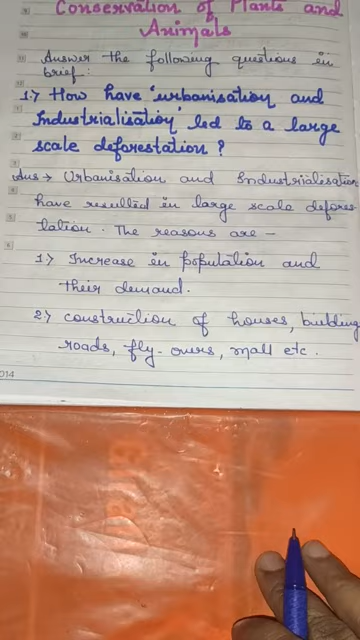 Conservation of Plants and
Animals
Answer the following questions in
brief:
1.) How have 'urbanisation and
Industrialisation' led to a large
scale deforestation?
Ans → Urbanisation and Industrialisation
have resulted in large scale defores-
tation. The reasons are -
1) Increase in population and
their demand.
2) construction of houses, building
roads, fly-overs, mall etc.
014